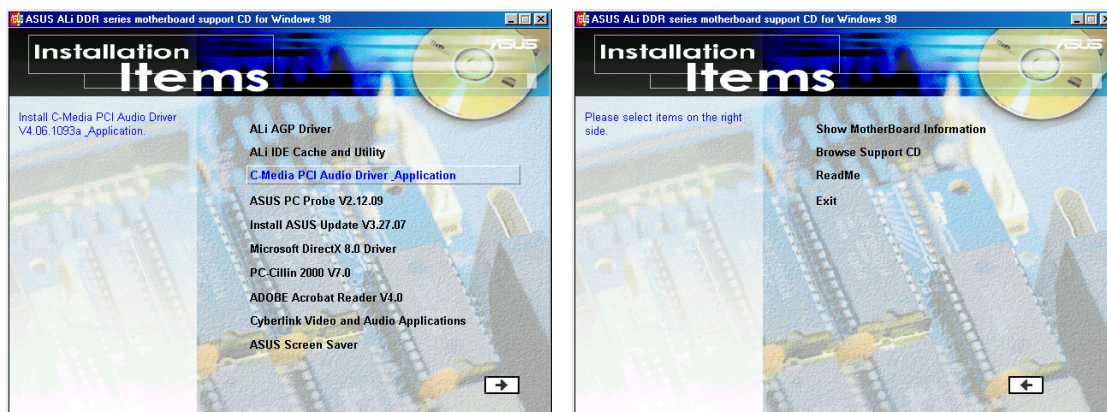 ASUS ALi DDR series motherboard support CD for Windows 98
ASUS
Installation
Items
Install C-Media PCI Audio Driver
V4.06.1093a _Application.
ALi AGP Driver
ALi IDE Cache and Utility
C-Media PCI Audio Driver _Application
ASUS PC Probe V2.12.09
Install ASUS Update V3.27.07
Microsoft DirectX 8.0 Driver
PC-Cillin 2000 V7.0
ADOBE Acrobat Reader V4.0
Cyberlink Video and Audio Applications
ASUS Screen Saver
ASUS ALi DDR series motherboard support CD for Windows 98
ASUS
Installation
Items
Please select items on the right
side.
Show MotherBoard Information
Browse Support CD
ReadMe
Exit